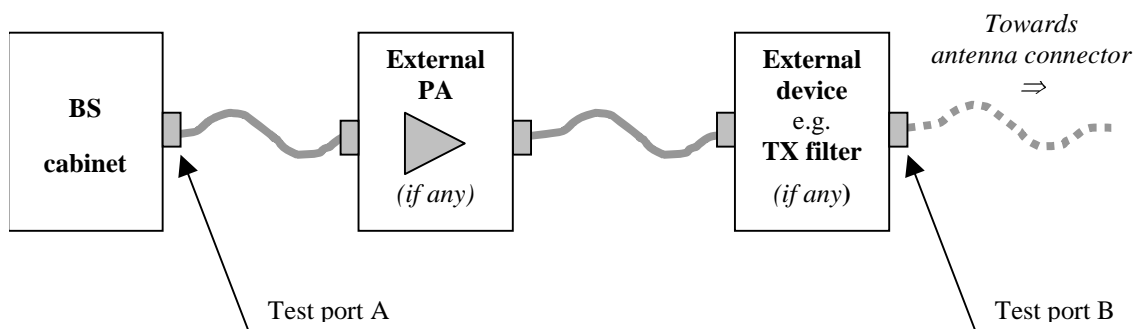 BS
cabinet
External
PA
(if any)
External
device
e.g.
TX filter
(if any)
Towards
antenna connector
⇒
Test port A
Test port B